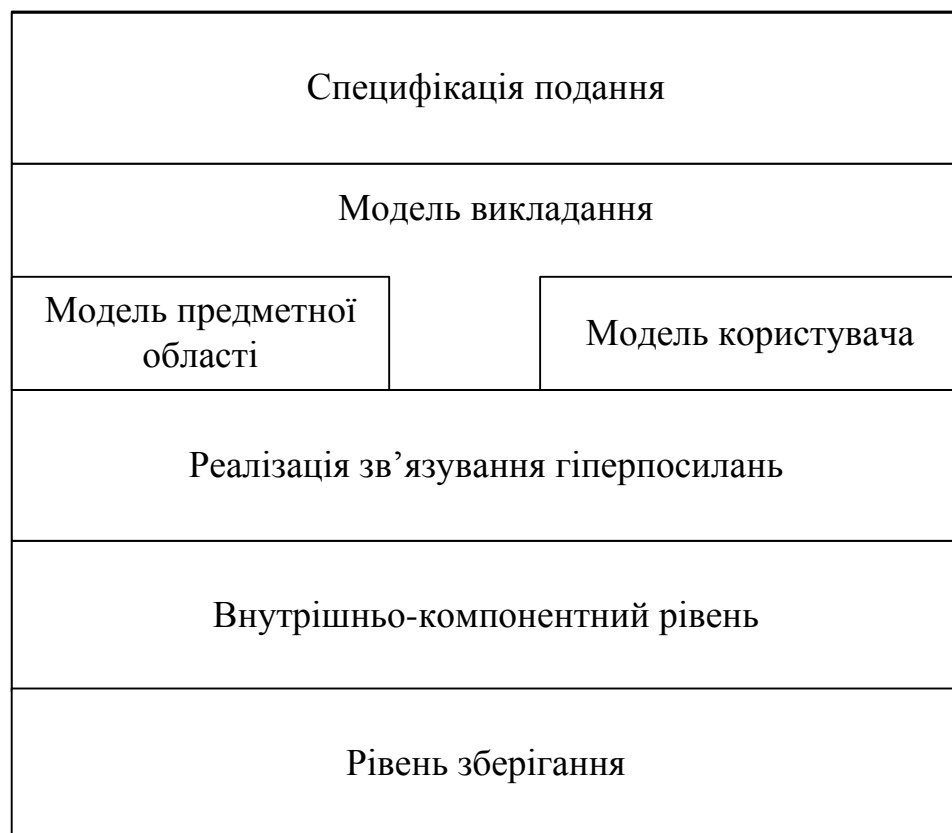 Специфікація подання
Модель викладання
Модель предметної
області
Модель користувача
Реалізація зв’язування гіперпосилань
Внутрішньо-компонентний рівень
Рівень зберігання